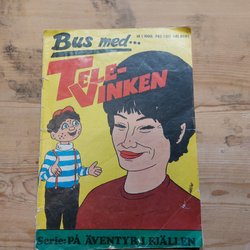 Bus med...
TELE-
VINKEN
Serie: PÅ ÄVENTYR I FJÄLLEN